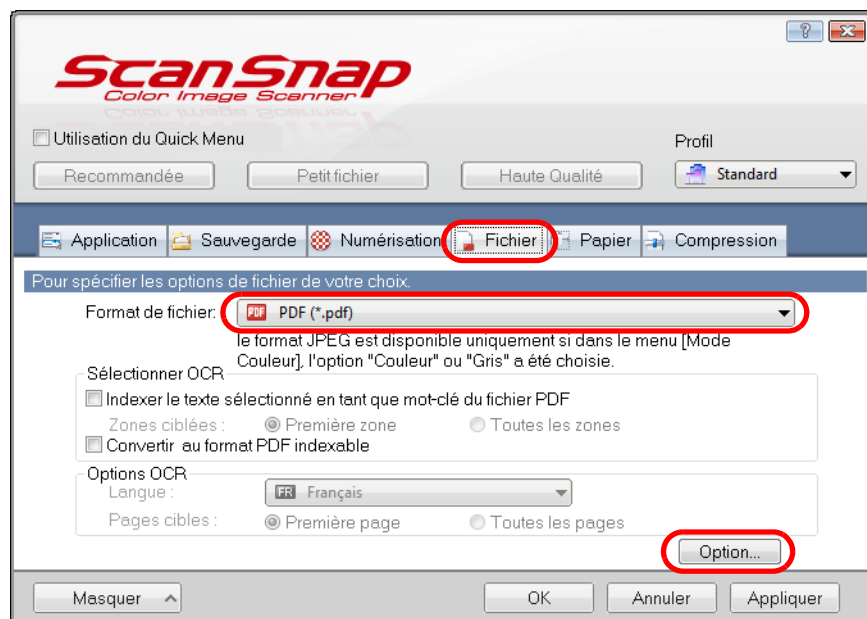 ScanSnap
Color Image Scanner
Utilisation du Quick Menu
Profil
Recommandée Petit fichier Haute Qualité Standard
Application Sauvegarde Numérisation Fichier Papier Compression
Pour spécifier les options de fichier de votre choix.
Format de fichier: PDF PDF (*.pdf)
le format JPEG est disponible uniquement si dans le menu [Mode
Couleur], l'option "Couleur" ou "Gris" a été choisie.
Sélectionner OCR
Indexer le texte sélectionné en tant que mot-clé du fichier PDF
Zones ciblées : Première zone Toutes les zones
Convertir au format PDF indexable
Options OCR
Langue : FR Français
Pages cibles : Première page Toutes les pages
Option...
Masquer OK Annuler Appliquer